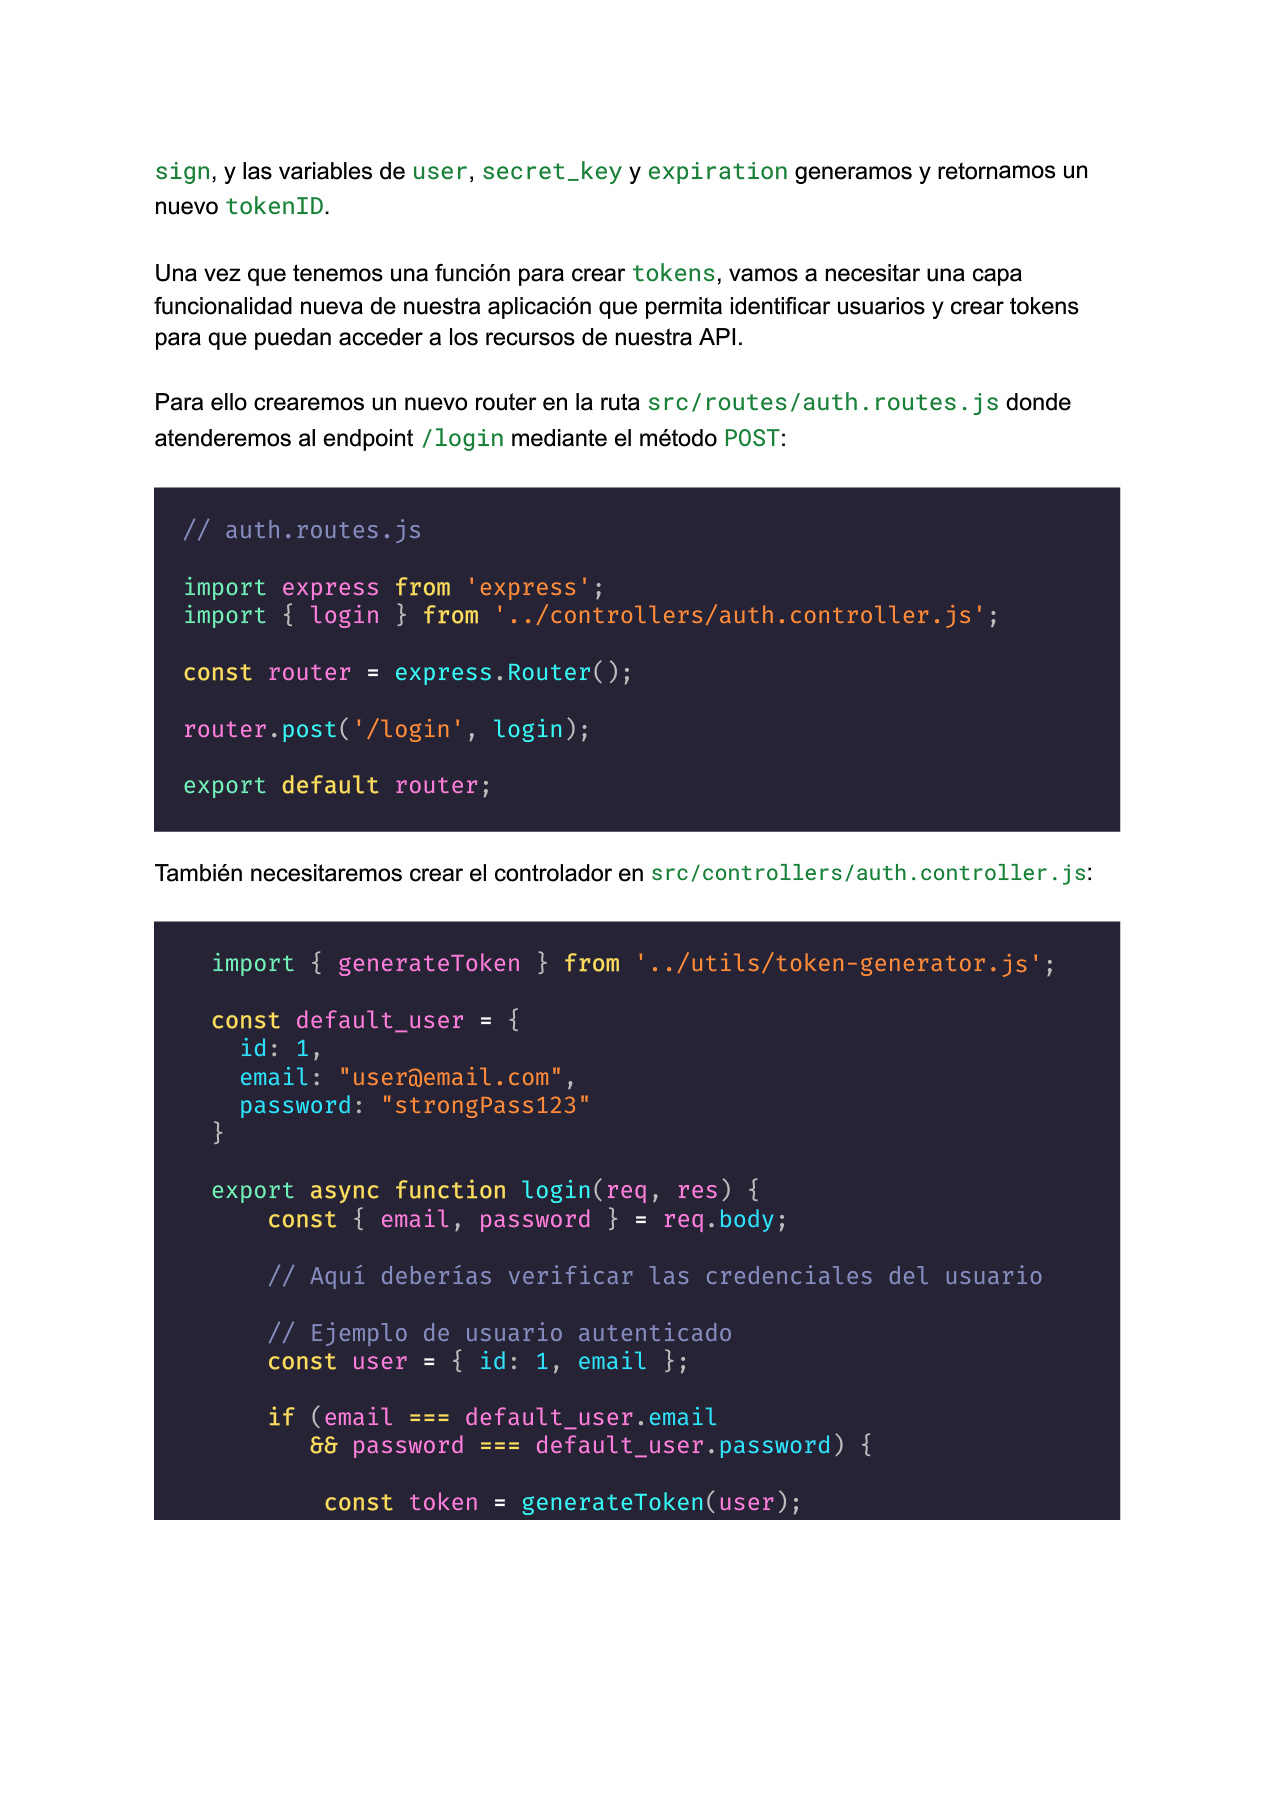 sign, y las variables de user, secret_key y expiration generamos y retornamos un
nuevo tokenID.
Una vez que tenemos una función para crear tokens, vamos a necesitar una capa
funcionalidad nueva de nuestra aplicación que permita identificar usuarios y crear tokens
para que puedan acceder a los recursos de nuestra API.
Para ello crearemos un nuevo router en la ruta src/routes/auth.routes.js donde
atenderemos al endpoint /login mediante el método POST:
// auth.routes.js
import express from 'express';
import { login } from '../controllers/auth.controller.js';
const router = express.Router();
router.post('/login', login);
export default router;
También necesitaremos crear el controlador en src/controllers/auth.controller.js:
import { generateToken } from '../utils/token-generator.js';
const default_user = {
  id: 1,
  email: "user@email.com",
  password: "strongPass123"
}
export async function login(req, res) {
    const { email, password } = req.body;
    // Aquí deberías verificar las credenciales del usuario
    // Ejemplo de usuario autenticado
    const user = { id: 1, email };
    if (email === default_user.email
       && password === default_user.password) {
        const token = generateToken(user);